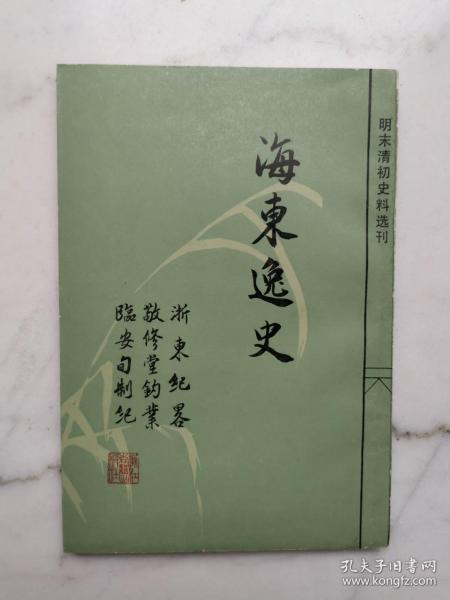 明末清初史料选刊
海東逸史
浙東紀畧
敬修堂鈞業
臨安旬制紀
孔夫子旧书网
www.kongfz.com